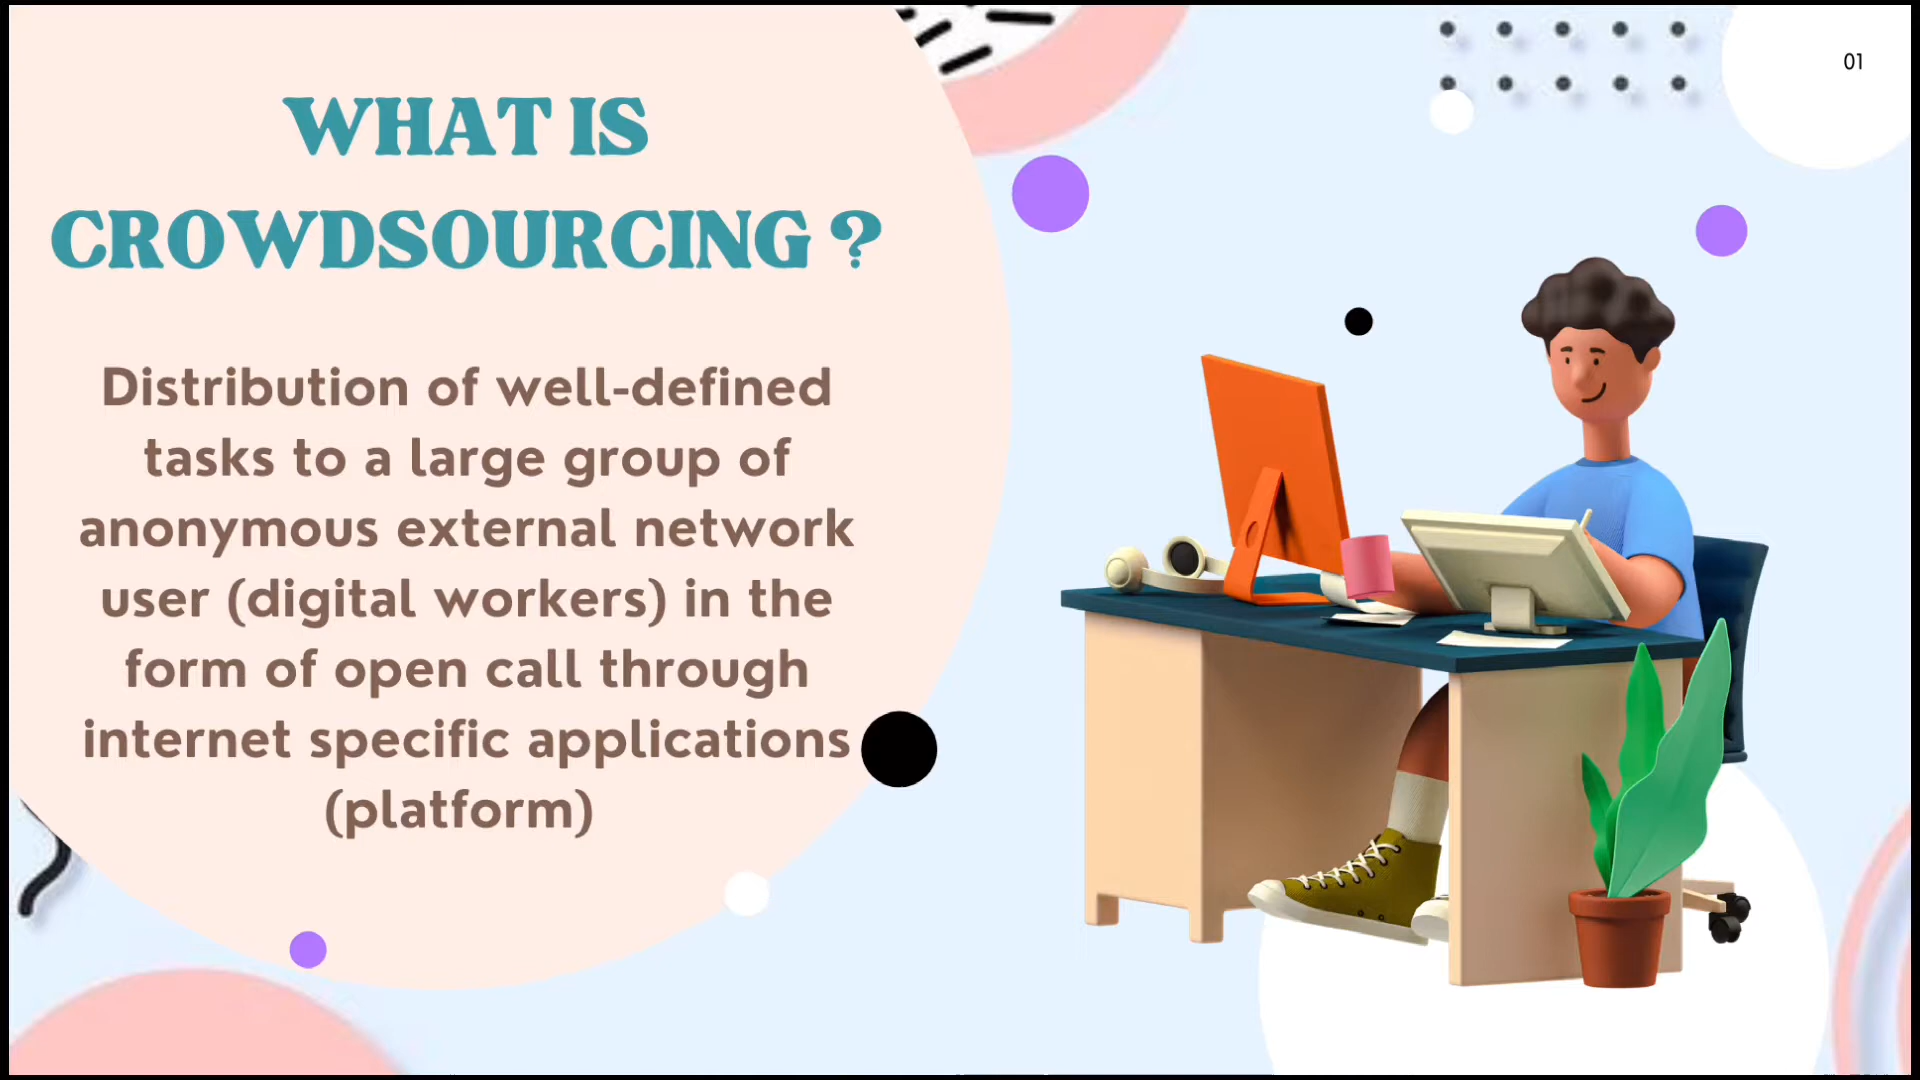 01
WHAT IS
CROWDSOURCING ?
Distribution of well-defined
tasks to a large group of
anonymous external network
user (digital workers) in the
form of open call through
internet specific applications
(platform)